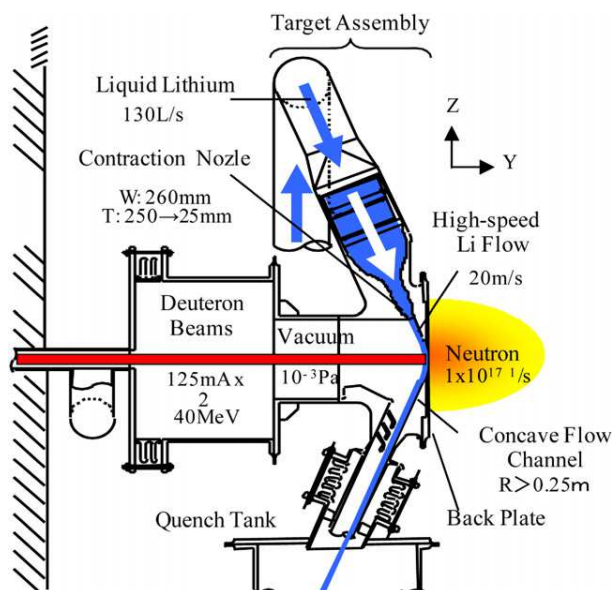 Target Assembly
Liquid Lithium
130L/s
Contraction Nozle
W: 260mm
T: 250→25mm
Z
Y
High-speed
Li Flow
20m/s
Deuteron
Beams
125mA x
2
40MeV
Vacuum
10⁻³Pa
Neutron
1x10¹⁷ ¹/s
Concave Flow
Channel
R＞0.25m
Quench Tank
Back Plate